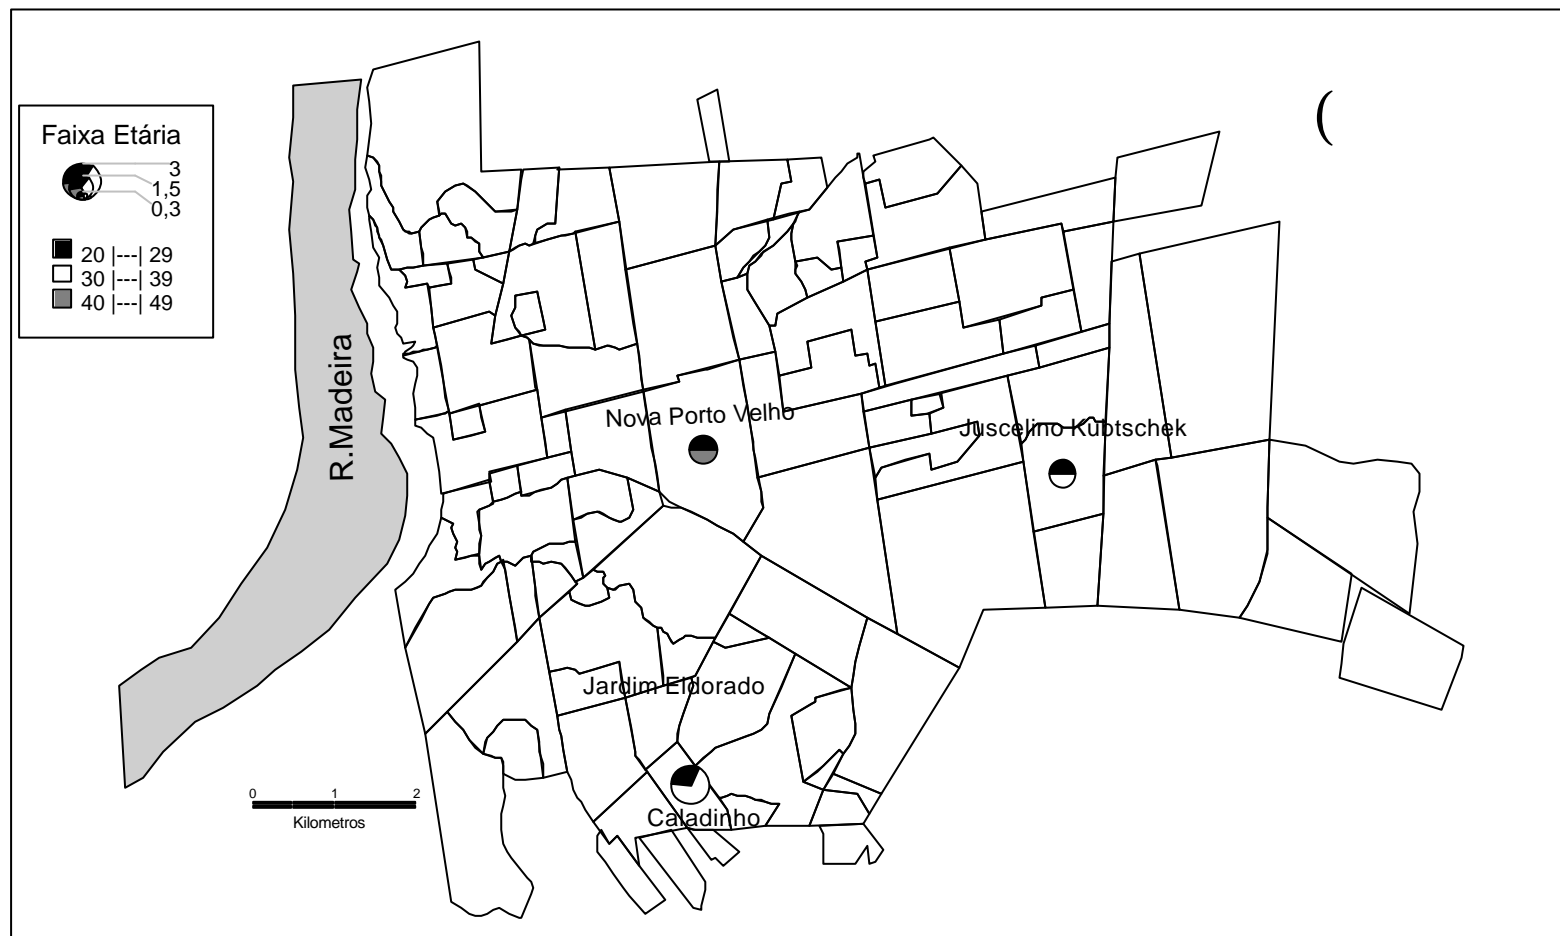 (
Faixa Etária
3
1,5
0,3
20 |---| 29
30 |---| 39
40 |---| 49
R.Madeira
Nova Porto Velho
Juscelino Kubtschek
Jardim Eldorado
0 1 2
Kilometros
Caladinho